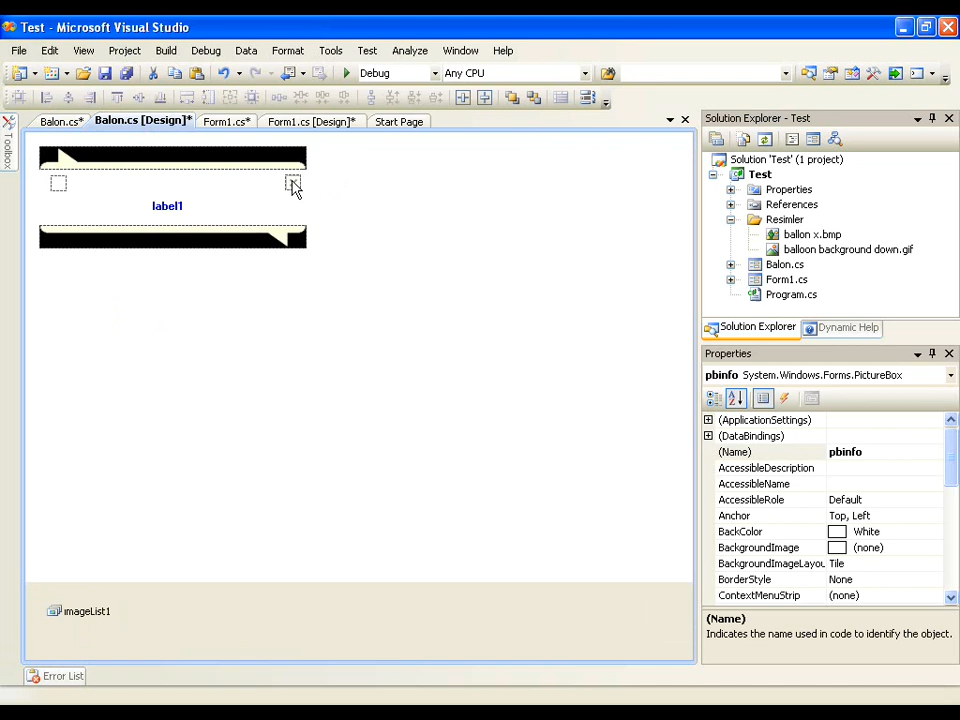 Test - Microsoft Visual Studio
File Edit View Project Build Debug Data Format Tools Test Analyze Window Help
Debug Any CPU
Balon.cs* Balon.cs [Design]* Form1.cs* Form1.cs [Design]* Start Page
Toolbox
label1
imageList1
Error List
Solution Explorer - Test
Solution 'Test' (1 project)
Test
Properties
References
Resimler
ballon x.bmp
balloon background down.gif
Balon.cs
Form1.cs
Program.cs
Solution Explorer Dynamic Help
Properties
pbinfo System.Windows.Forms.PictureBox
(ApplicationSettings)
(DataBindings)
(Name) pbinfo
AccessibleDescription
AccessibleName
AccessibleRole Default
Anchor Top, Left
BackColor White
BackgroundImage (none)
BackgroundImageLayou Tile
BorderStyle None
ContextMenuStrip (none)
(Name)
Indicates the name used in code to identify the object.